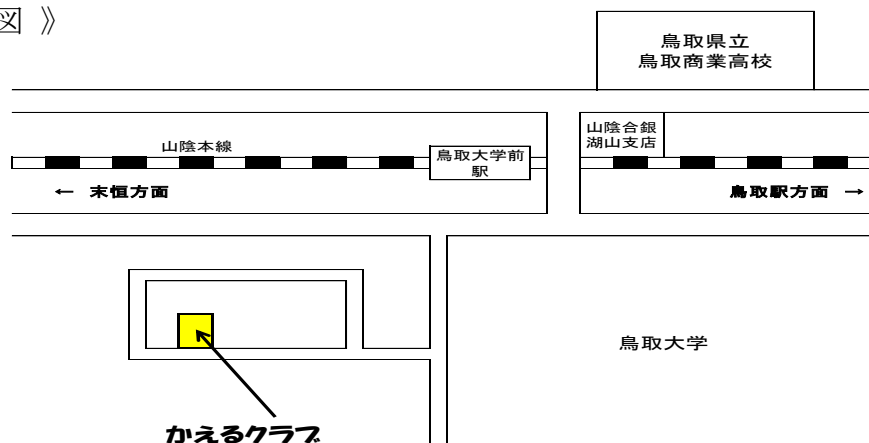 図 》
鳥取県立
鳥取商業高校
山陰合銀
湖山支店
山陰本線
鳥取大学前
駅
← 末恒方面
鳥取駅方面 →
鳥取大学
かえるクラブ